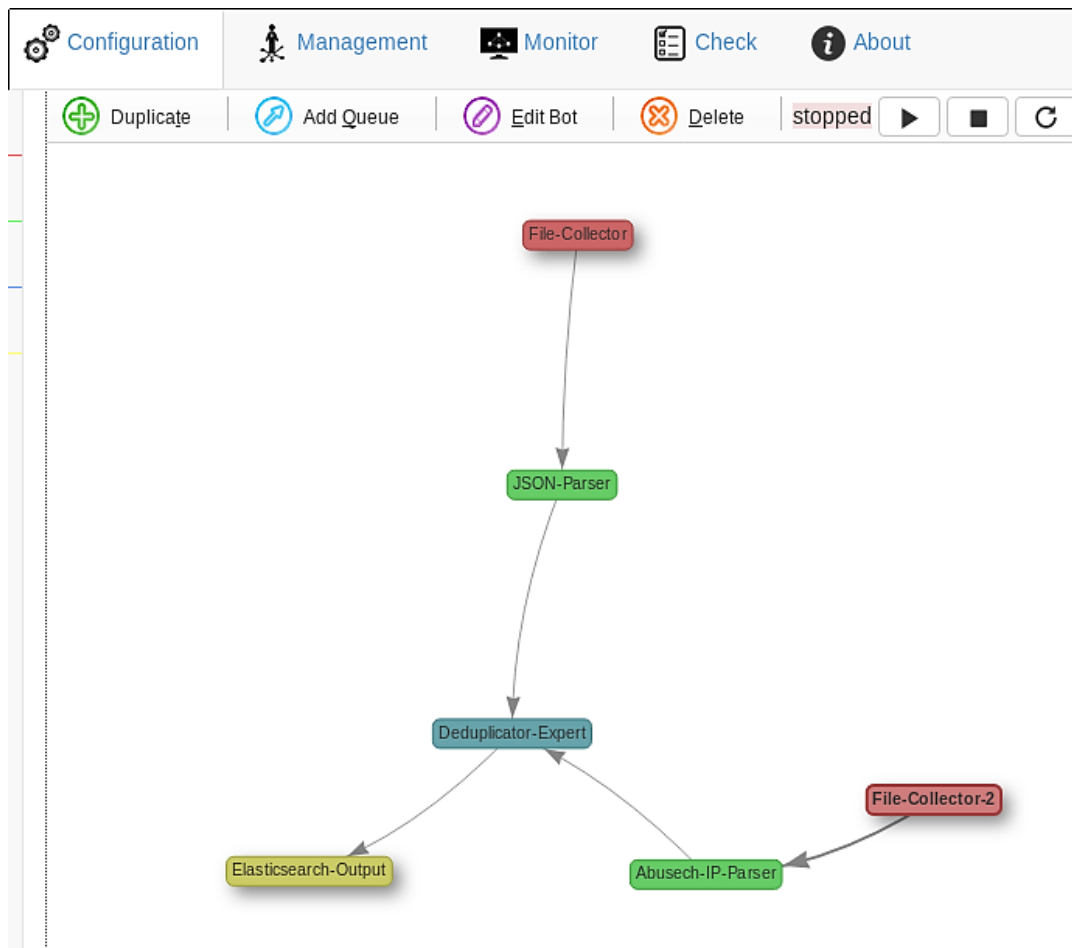 Configuration Management Monitor Check About
Duplicate Add Queue Edit Bot Delete stopped
File-Collector
JSON-Parser
Deduplicator-Expert
File-Collector-2
Elasticsearch-Output
Abusech-IP-Parser